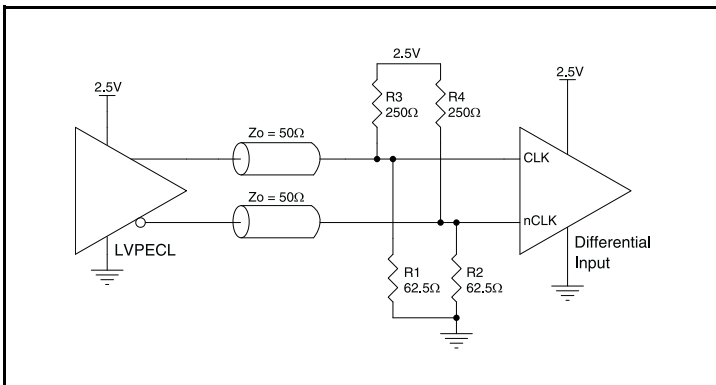 2.5V
2.5V
2.5V
R3
250Ω
R4
250Ω
Zo = 50Ω
CLK
Zo = 50Ω
nCLK
LVPECL
Differential
Input
R1
62.5Ω
R2
62.5Ω